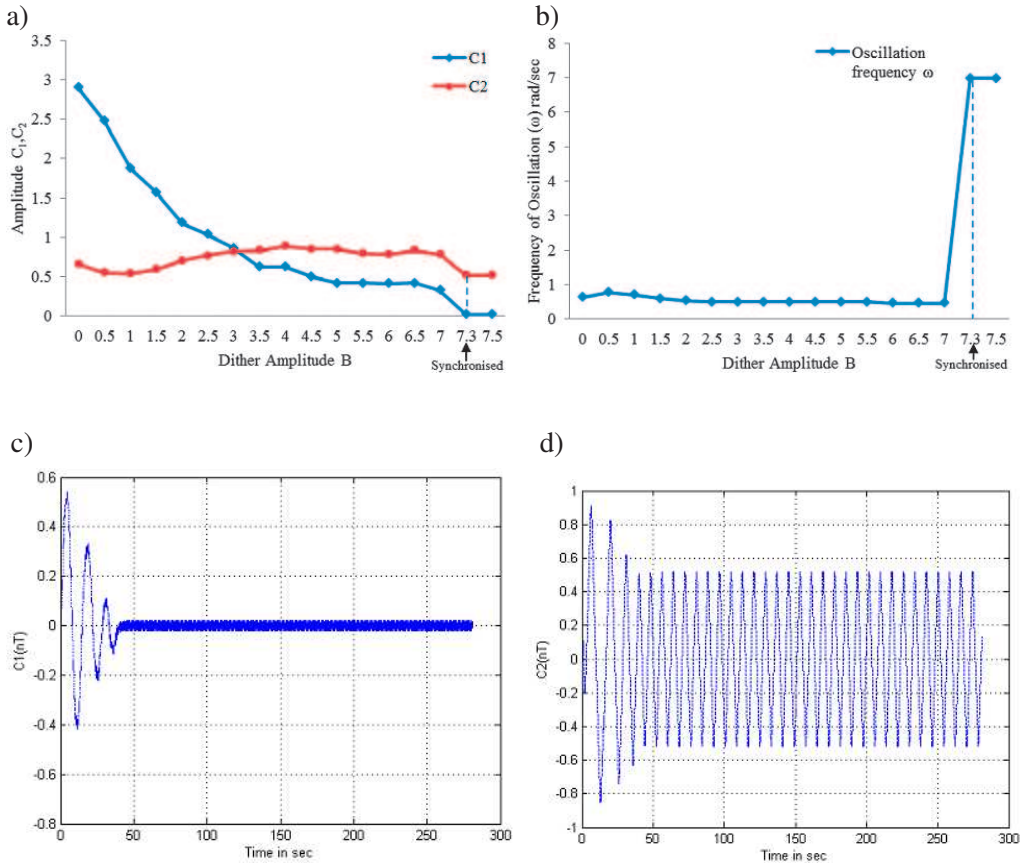 a)
3.5
3
2.5
2
1.5
1
0.5
0
Amplitude C1,C2
C1
C2
0 0.5 1 1.5 2 2.5 3 3.5 4 4.5 5 5.5 6 6.5 7 7.3 7.5
Dither Amplitude B
Synchronised
b)
8
7
6
5
4
3
2
1
0
Frequency of Oscillation (ω) rad/sec
Oscillation
frequency ω
0 0.5 1 1.5 2 2.5 3 3.5 4 4.5 5 5.5 6 6.5 7 7.3 7.5
Dither Amplitude B
Synchronised
c)
0.6
0.4
0.2
0
-0.2
-0.4
-0.6
-0.8
C1(nT)
0 50 100 150 200 250 300
Time in sec
d)
1
0.8
0.6
0.4
0.2
0
-0.2
-0.4
-0.6
-0.8
-1
C2(nT)
0 50 100 150 200 250 300
Time in sec